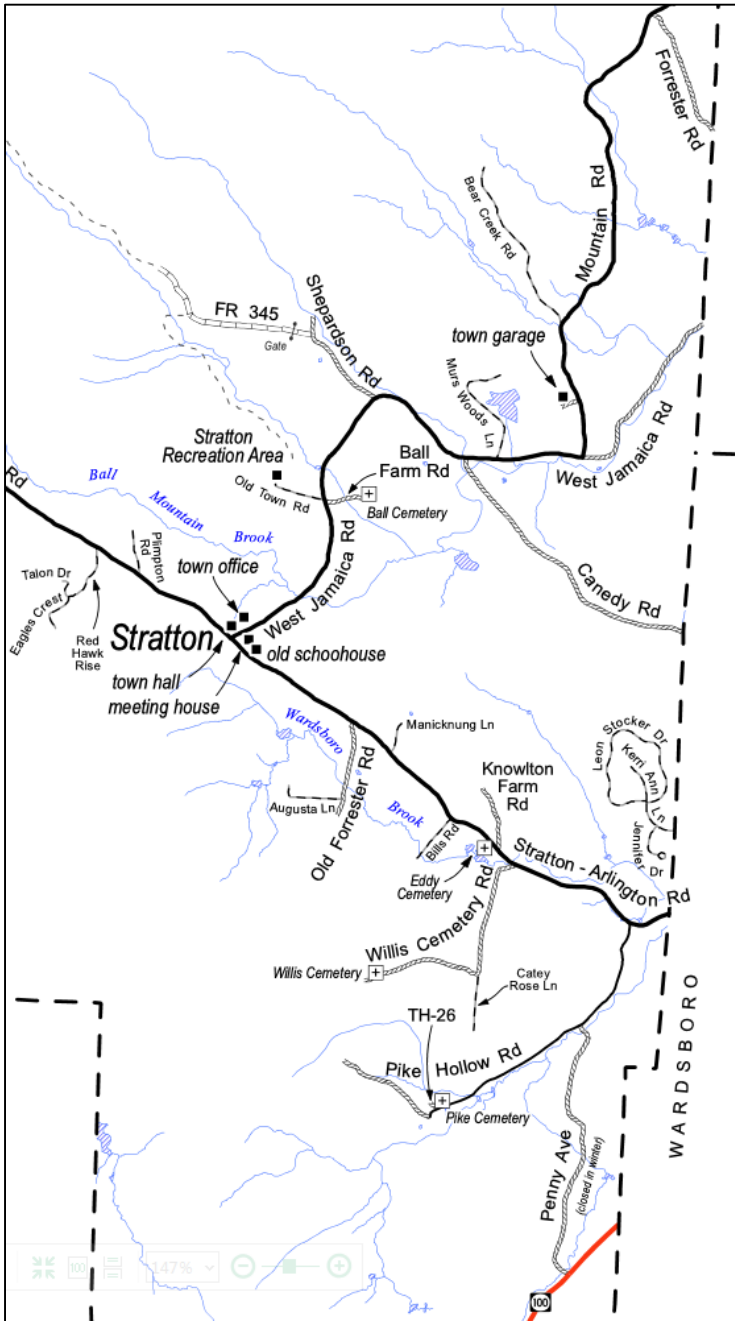 Forrester Rd
Mountain Rd
Bear Creek Rd
Shepardson Rd
FR 345
Gate
town garage
Murs Woods Ln
West Jamaica Rd
Stratton
Recreation Area
Ball
Farm Rd
Old Town Rd
Ball Cemetery
Rd
Ball
Mountain
Brook
Plimpton
Rd
town office
West Jamaica Rd
Canedy Rd
Talon Dr
Eagles Crest
Red
Hawk
Rise
Stratton
town hall
meeting house
old schoohouse
Wardsboro
Brook
Manicknung Ln
Leon Stocker Dr
Kerri Ann Ln
Jennifer Dr
Knowlton
Farm
Rd
Augusta Ln
Old Forrester Rd
Bills Rd
Stratton - Arlington Rd
Eddy
Cemetery
Willis Cemetery Rd
Willis Cemetery
Catey
Rose Ln
TH-26
Pike Hollow Rd
Pike Cemetery
Penny Ave
(closed in winter)
WARDSBORO
100
147%
100